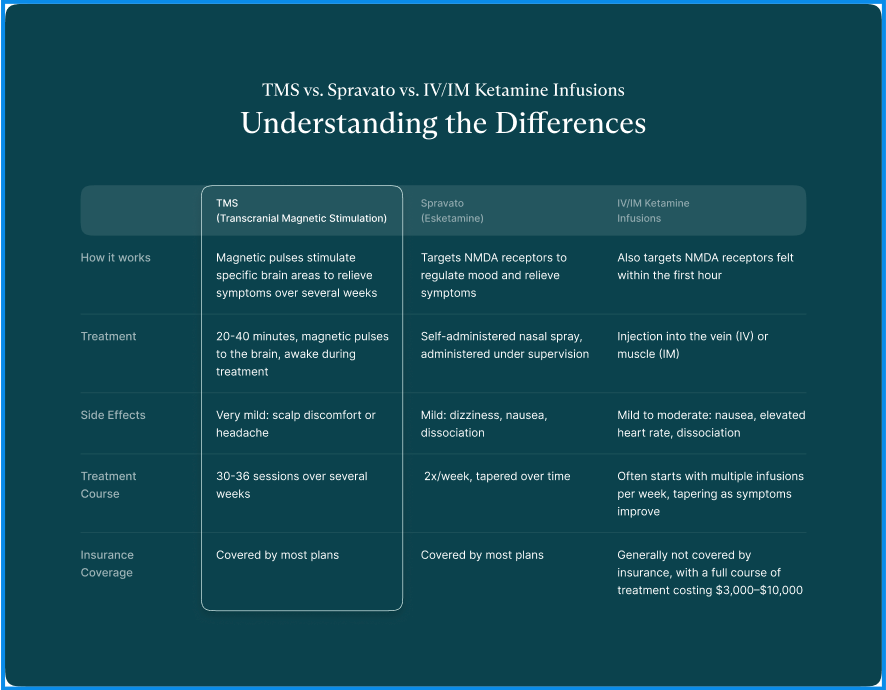 TMS vs. Spravato vs. IV/IM Ketamine Infusions
Understanding the Differences
TMS
(Transcranial Magnetic Stimulation)
Spravato
(Esketamine)
IV/IM Ketamine
Infusions
How it works
Magnetic pulses stimulate
specific brain areas to relieve
symptoms over several weeks
Targets NMDA receptors to
regulate mood and relieve
symptoms
Also targets NMDA receptors felt
within the first hour
Treatment
20-40 minutes, magnetic pulses
to the brain, awake during
treatment
Self-administered nasal spray,
administered under supervision
Injection into the vein (IV) or
muscle (IM)
Side Effects
Very mild: scalp discomfort or
headache
Mild: dizziness, nausea,
dissociation
Mild to moderate: nausea, elevated
heart rate, dissociation
Treatment
Course
30-36 sessions over several
weeks
2x/week, tapered over time
Often starts with multiple infusions
per week, tapering as symptoms
improve
Insurance
Coverage
Covered by most plans
Covered by most plans
Generally not covered by
insurance, with a full course of
treatment costing $3,000–$10,000